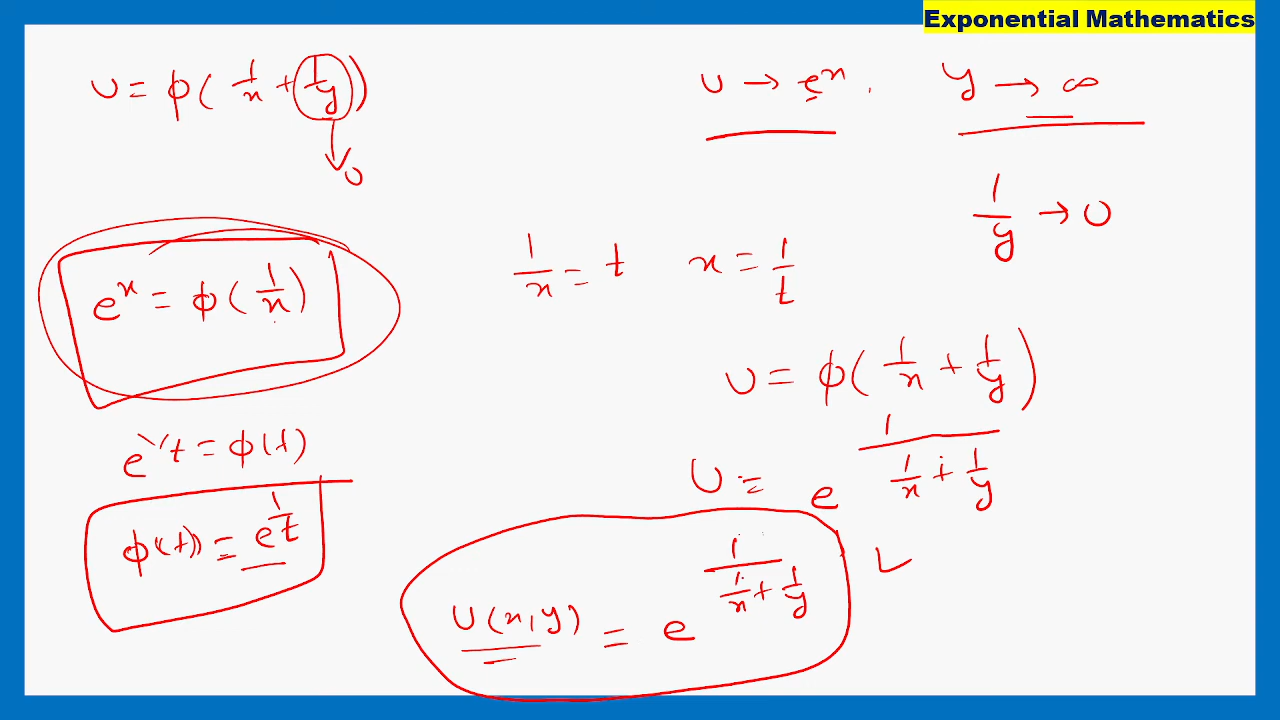 Exponential Mathematics
u = φ(1/x + 1/y)
0
u → e^x.
y → ∞
1/y → 0
e^x = φ(1/x)
1/x = t
x = 1/t
u = φ(1/x + 1/y)
e^1/t = φ(t)
U = e^(1/(1/x + 1/y))
φ(t) = e^1/t
U(x,y) = e^(1/(1/x + 1/y))